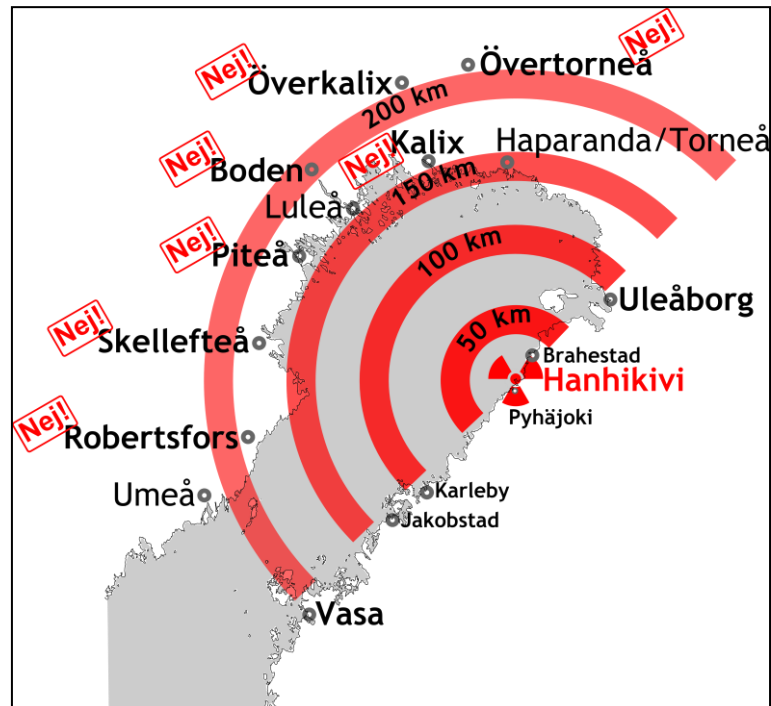 Nej!
Nej!
Övertorneå
Överkalix
200 km
Nej!
Nej!
Kalix
Haparanda/Torneå
Boden
150 km
Luleå
Nej!
Piteå
100 km
Uleåborg
Nej!
Skellefteå
50 km
Brahestad
Hanhikivi
Pyhäjoki
Nej!
Robertsfors
Umeå
Karleby
Jakobstad
Vasa